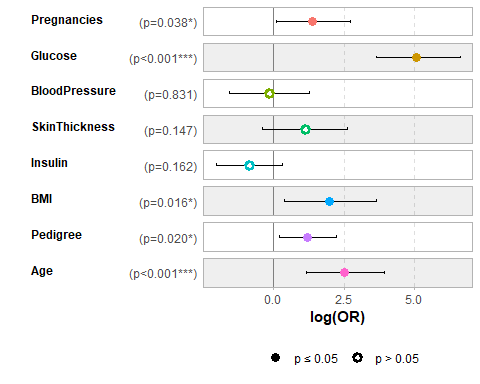 Pregnancies (p=0.038*)
Glucose (p<0.001***)
BloodPressure (p=0.831)
SkinThickness (p=0.147)
Insulin (p=0.162)
BMI (p=0.016*)
Pedigree (p=0.020*)
Age (p<0.001***)
0.0 2.5 5.0
log(OR)
p ≤ 0.05 p > 0.05